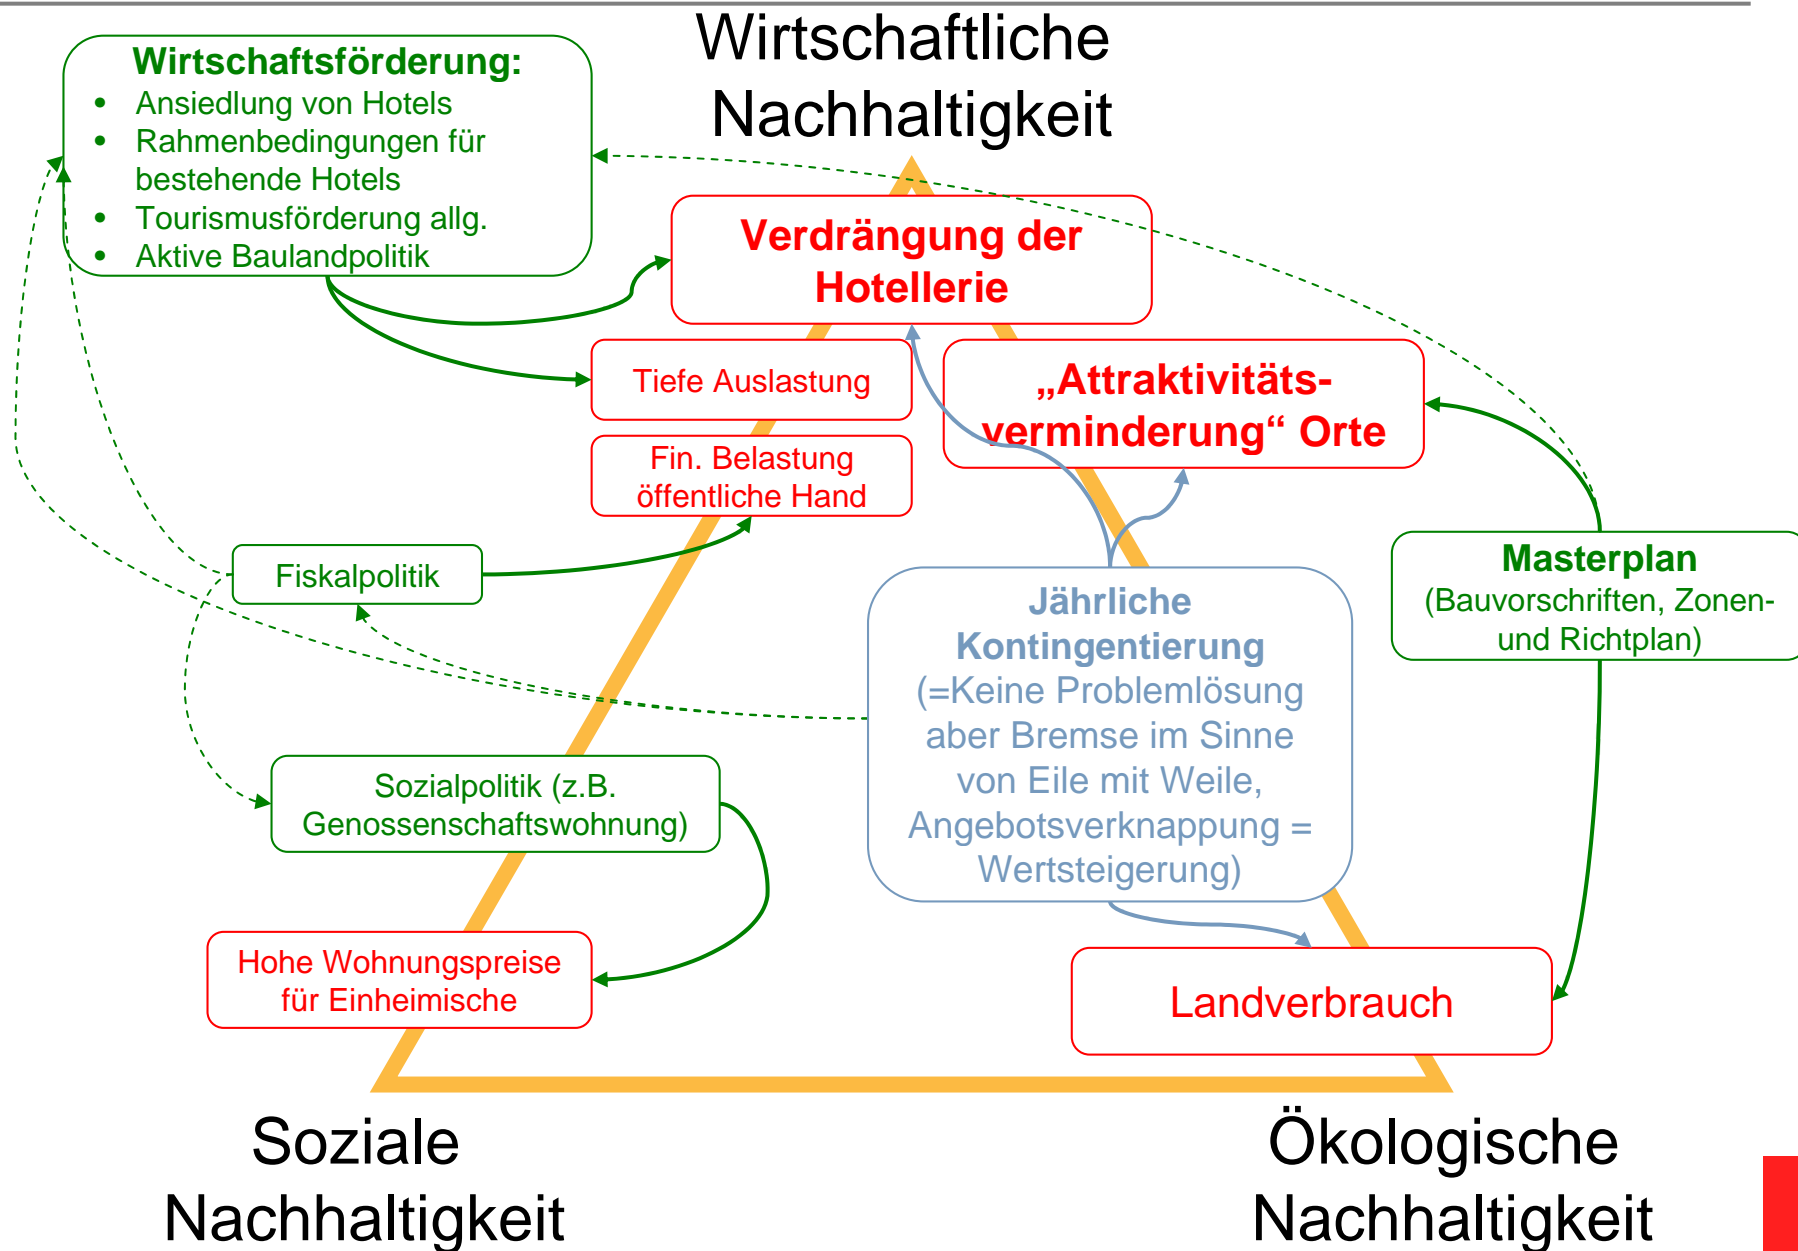 Wirtschaftliche
Nachhaltigkeit
Wirtschaftsförderung:
• Ansiedlung von Hotels
• Rahmenbedingungen für
bestehende Hotels
• Tourismusförderung allg.
• Aktive Baulandpolitik
Verdrängung der
Hotellerie
Tiefe Auslastung
„Attraktivitäts-
verminderung“ Orte
Fin. Belastung
öffentliche Hand
Fiskalpolitik
Jährliche
Kontingentierung
(=Keine Problemlösung
aber Bremse im Sinne
von Eile mit Weile,
Angebotsverknappung =
Wertsteigerung)
Masterplan
(Bauvorschriften, Zonen-
und Richtplan)
Sozialpolitik (z.B.
Genossenschaftswohnung)
Hohe Wohnungspreise
für Einheimische
Landverbrauch
Soziale
Nachhaltigkeit
Ökologische
Nachhaltigkeit